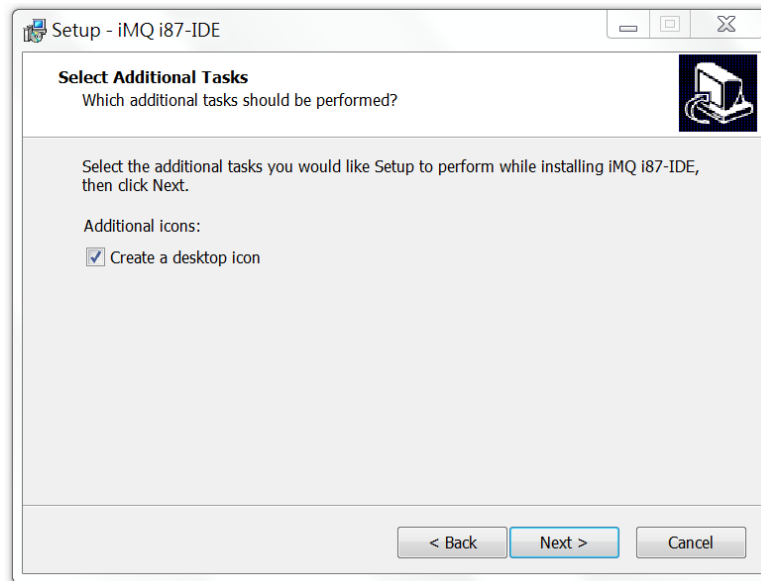 Setup - iMQ i87-IDE
Select Additional Tasks
Which additional tasks should be performed?
Select the additional tasks you would like Setup to perform while installing iMQ i87-IDE,
then click Next.
Additional icons:
Create a desktop icon
< Back Next > Cancel